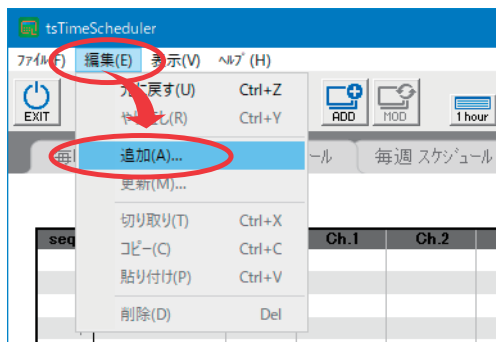 tsTimeScheduler
ﾌｧｲﾙ(F) 編集(E) 表示(V) ﾍﾙﾌﾟ(H)
EXIT ADD MOD 1 hour
元に戻す(U) Ctrl+Z
やり直し(R) Ctrl+Y
追加(A)...
更新(M)...
切り取り(T) Ctrl+X
ｺﾋﾟｰ(C) Ctrl+C
貼り付け(P) Ctrl+V
削除(D) Del
毎 ール 毎週 スケジュール
seq Ch.1 Ch.2